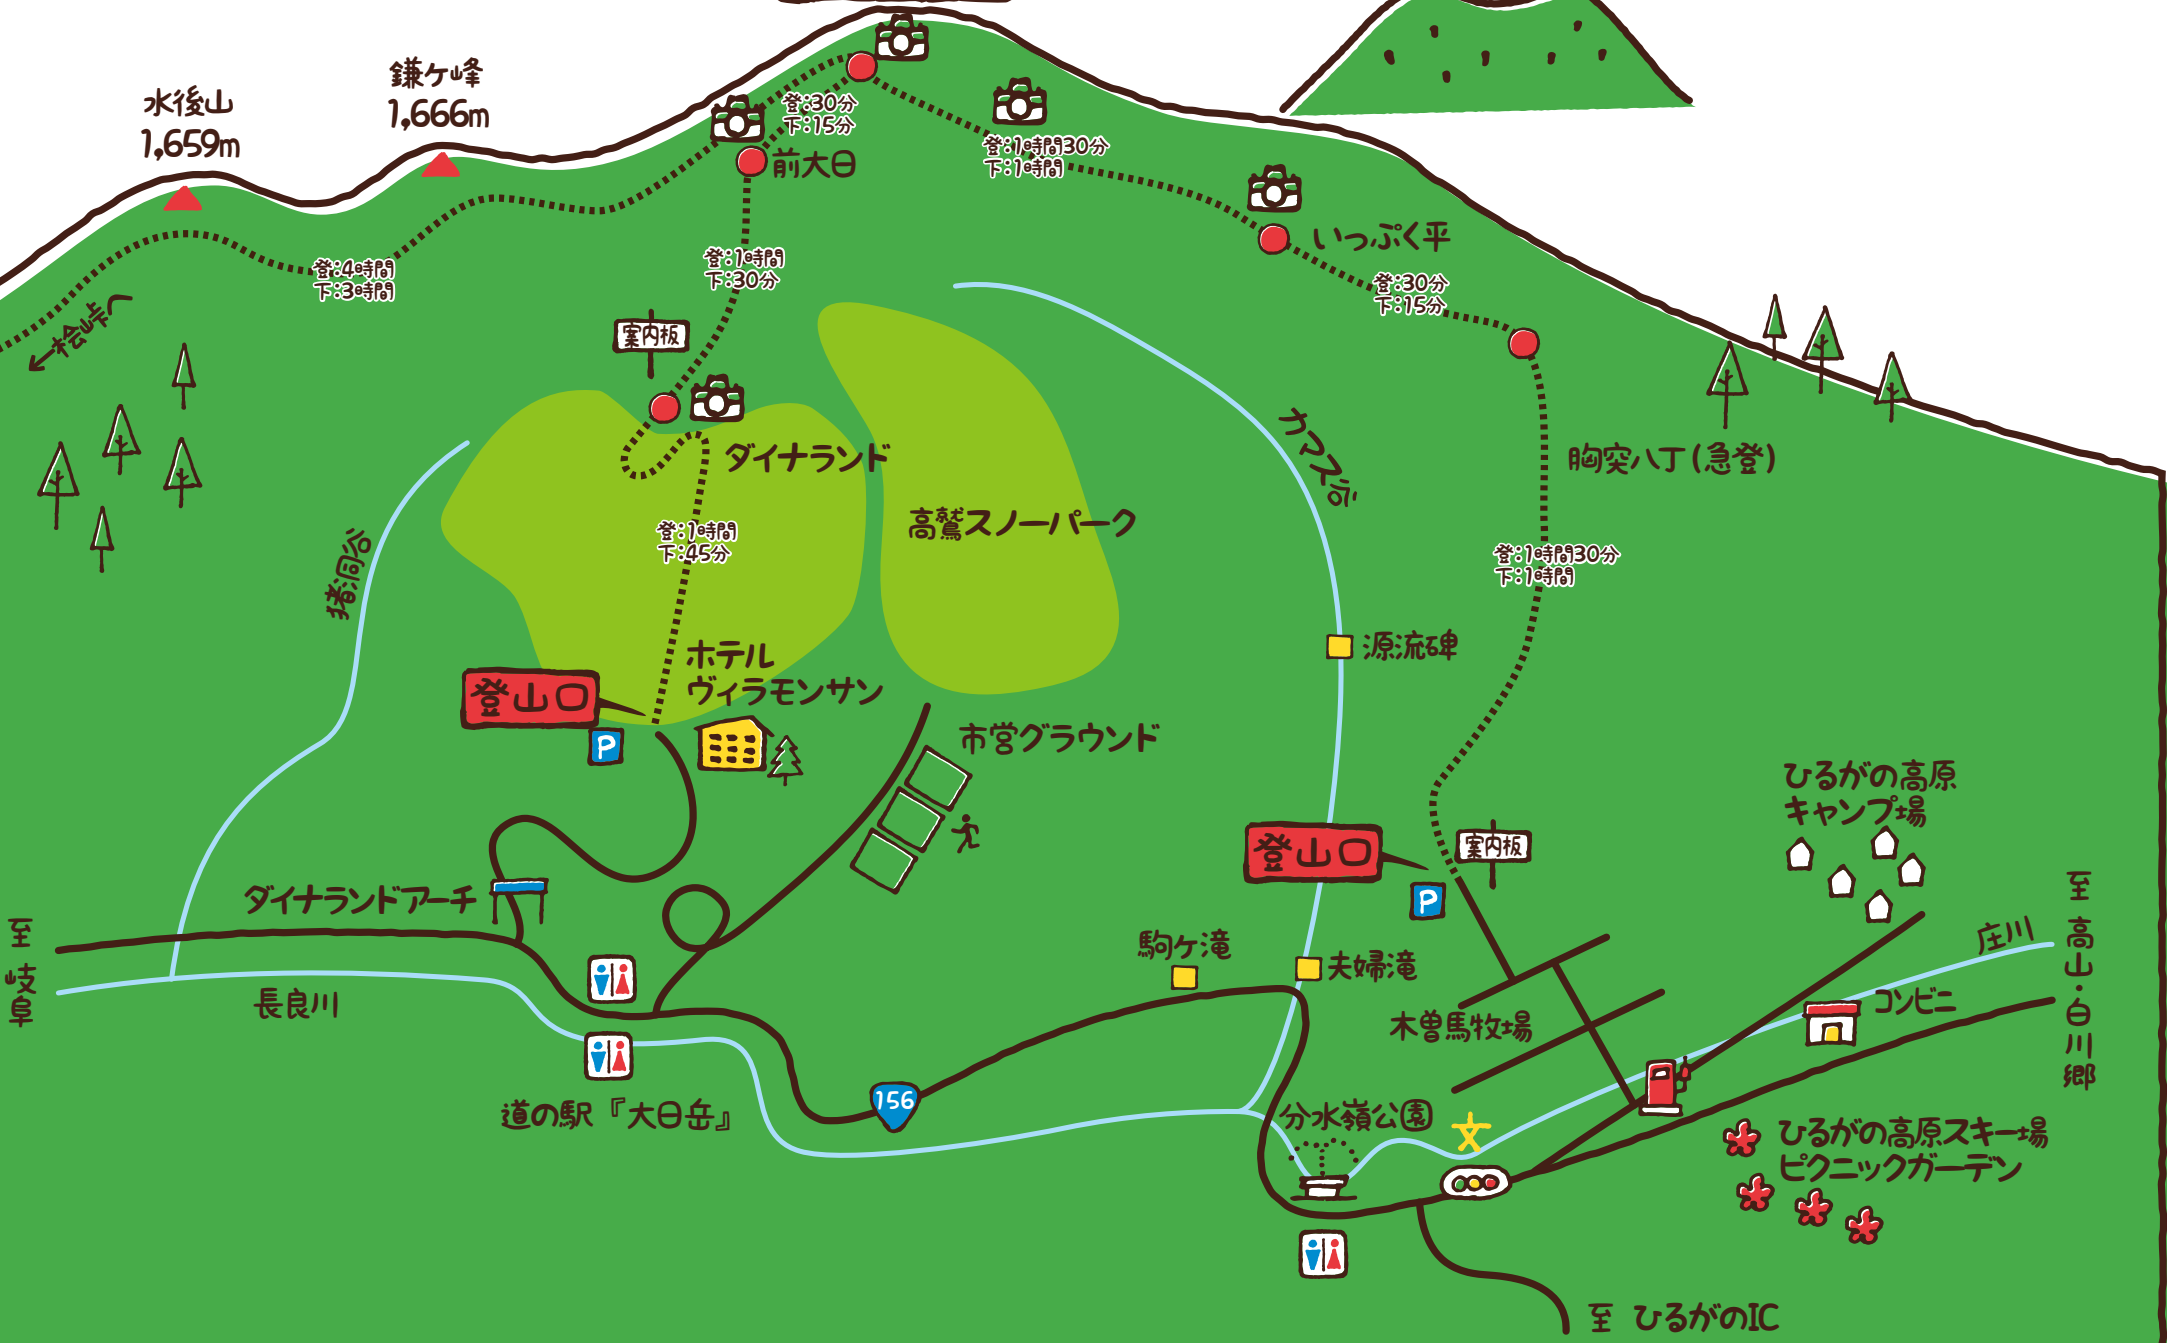 水後山
1,659m
鎌ケ峰
1,666m
登:30分
下:15分
前大日
登:1時間30分
下:1時間
いっぷく平
登:30分
下:15分
登:4時間
下:3時間
登:1時間
下:30分
桧峠へ
案内板
ダイナランド
高鷲スノーパーク
カマス谷
胸突八丁(急登)
登:1時間
下:45分
登:1時間30分
下:1時間
猪洞谷
源流碑
ホテル
ヴィラモンサン
登山口
P
市営グラウンド
ひるがの高原
キャンプ場
登山口
案内板
P
ダイナランドアーチ
至 岐阜
駒ケ滝
夫婦滝
庄川
至 高山・白川郷
長良川
コンビニ
木曽馬牧場
道の駅『大日岳』
156
分水嶺公園
文
ひるがの高原スキー場
ピクニックガーデン
至 ひるがのIC